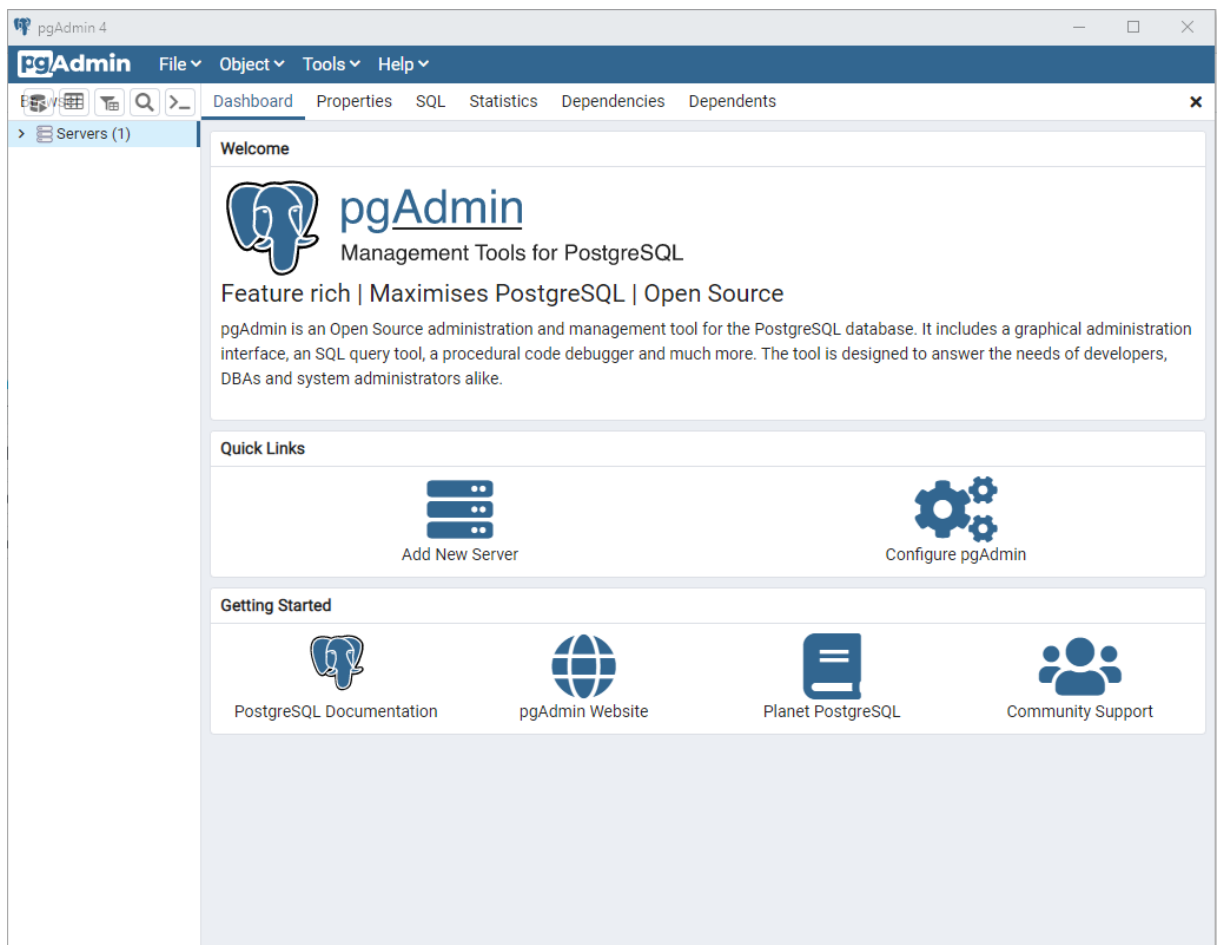 pgAdmin 4
pgAdmin File Object Tools Help
Dashboard Properties SQL Statistics Dependencies Dependents
Servers (1)
Welcome
pgAdmin
Management Tools for PostgreSQL
Feature rich | Maximises PostgreSQL | Open Source
pgAdmin is an Open Source administration and management tool for the PostgreSQL database. It includes a graphical administration
interface, an SQL query tool, a procedural code debugger and much more. The tool is designed to answer the needs of developers,
DBAs and system administrators alike.
Quick Links
Add New Server Configure pgAdmin
Getting Started
PostgreSQL Documentation pgAdmin Website Planet PostgreSQL Community Support